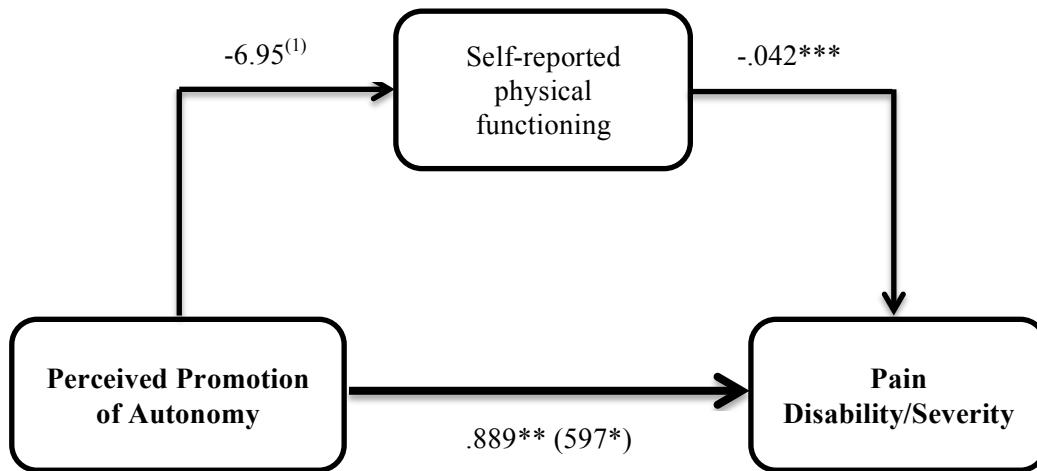 -6.95(1)
Self-reported
physical
functioning
-.042***
Perceived Promotion
of Autonomy
Pain
Disability/Severity
.889** (597*)